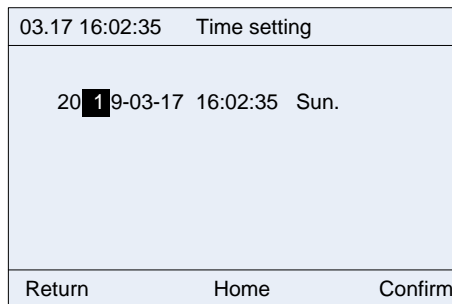 03.17 16:02:35 Time setting
2019-03-17 16:02:35 Sun.
Return Home Confirm